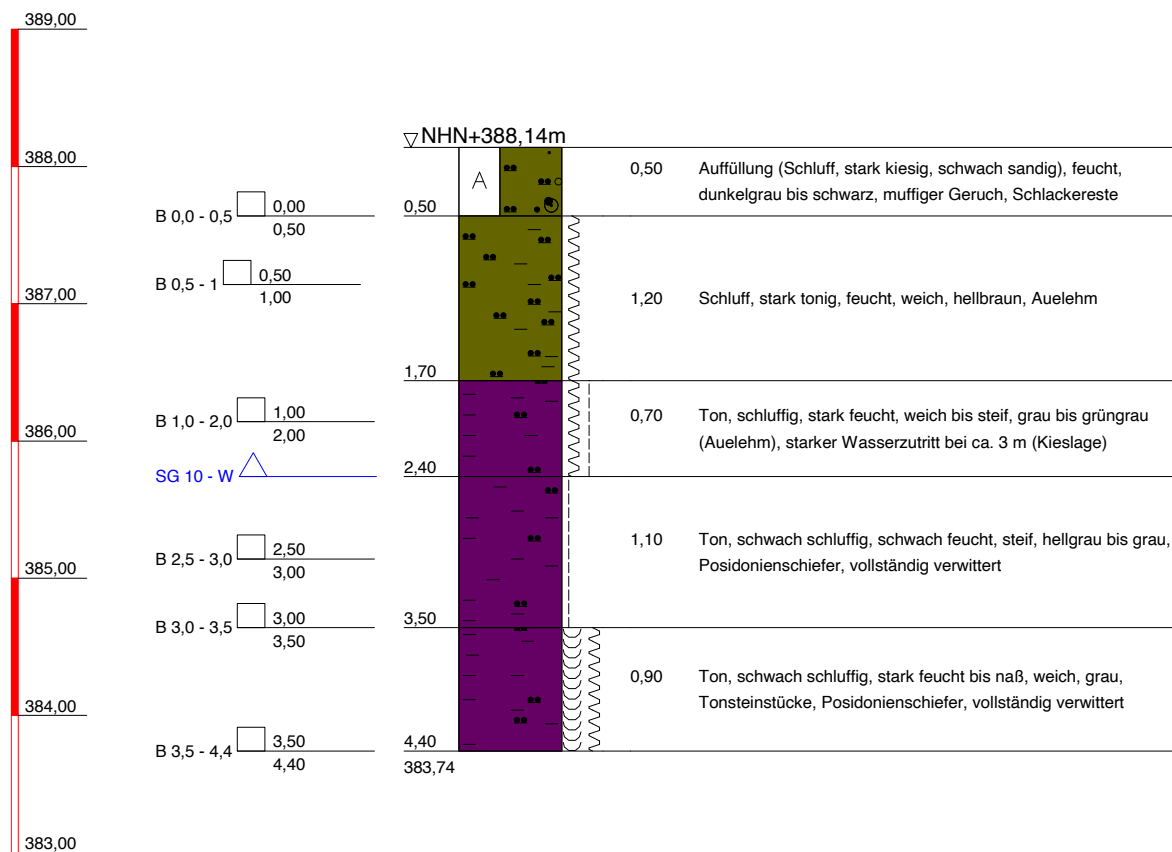 389,00
NHN+388,14m
388,00
A
0,50 Auffüllung (Schluff, stark kiesig, schwach sandig), feucht,
dunkelgrau bis schwarz, muffiger Geruch, Schlackereste
B 0,0 - 0,5 0,00
0,50
0,50
B 0,5 - 1 0,50
1,00
387,00
1,20 Schluff, stark tonig, feucht, weich, hellbraun, Auelehm
1,70
B 1,0 - 2,0 1,00
2,00
0,70 Ton, schluffig, stark feucht, weich bis steif, grau bis grüngrau
(Auelehm), starker Wasserzutritt bei ca. 3 m (Kieslage)
386,00
SG 10 - W
2,40
B 2,5 - 3,0 2,50
3,00
1,10 Ton, schwach schluffig, schwach feucht, steif, hellgrau bis grau,
Posidonienschiefer, vollständig verwittert
385,00
B 3,0 - 3,5 3,00
3,50
3,50
0,90 Ton, schwach schluffig, stark feucht bis naß, weich, grau,
Tonsteinstücke, Posidonienschiefer, vollständig verwittert
384,00
B 3,5 - 4,4 3,50
4,40
4,40
383,74
383,00